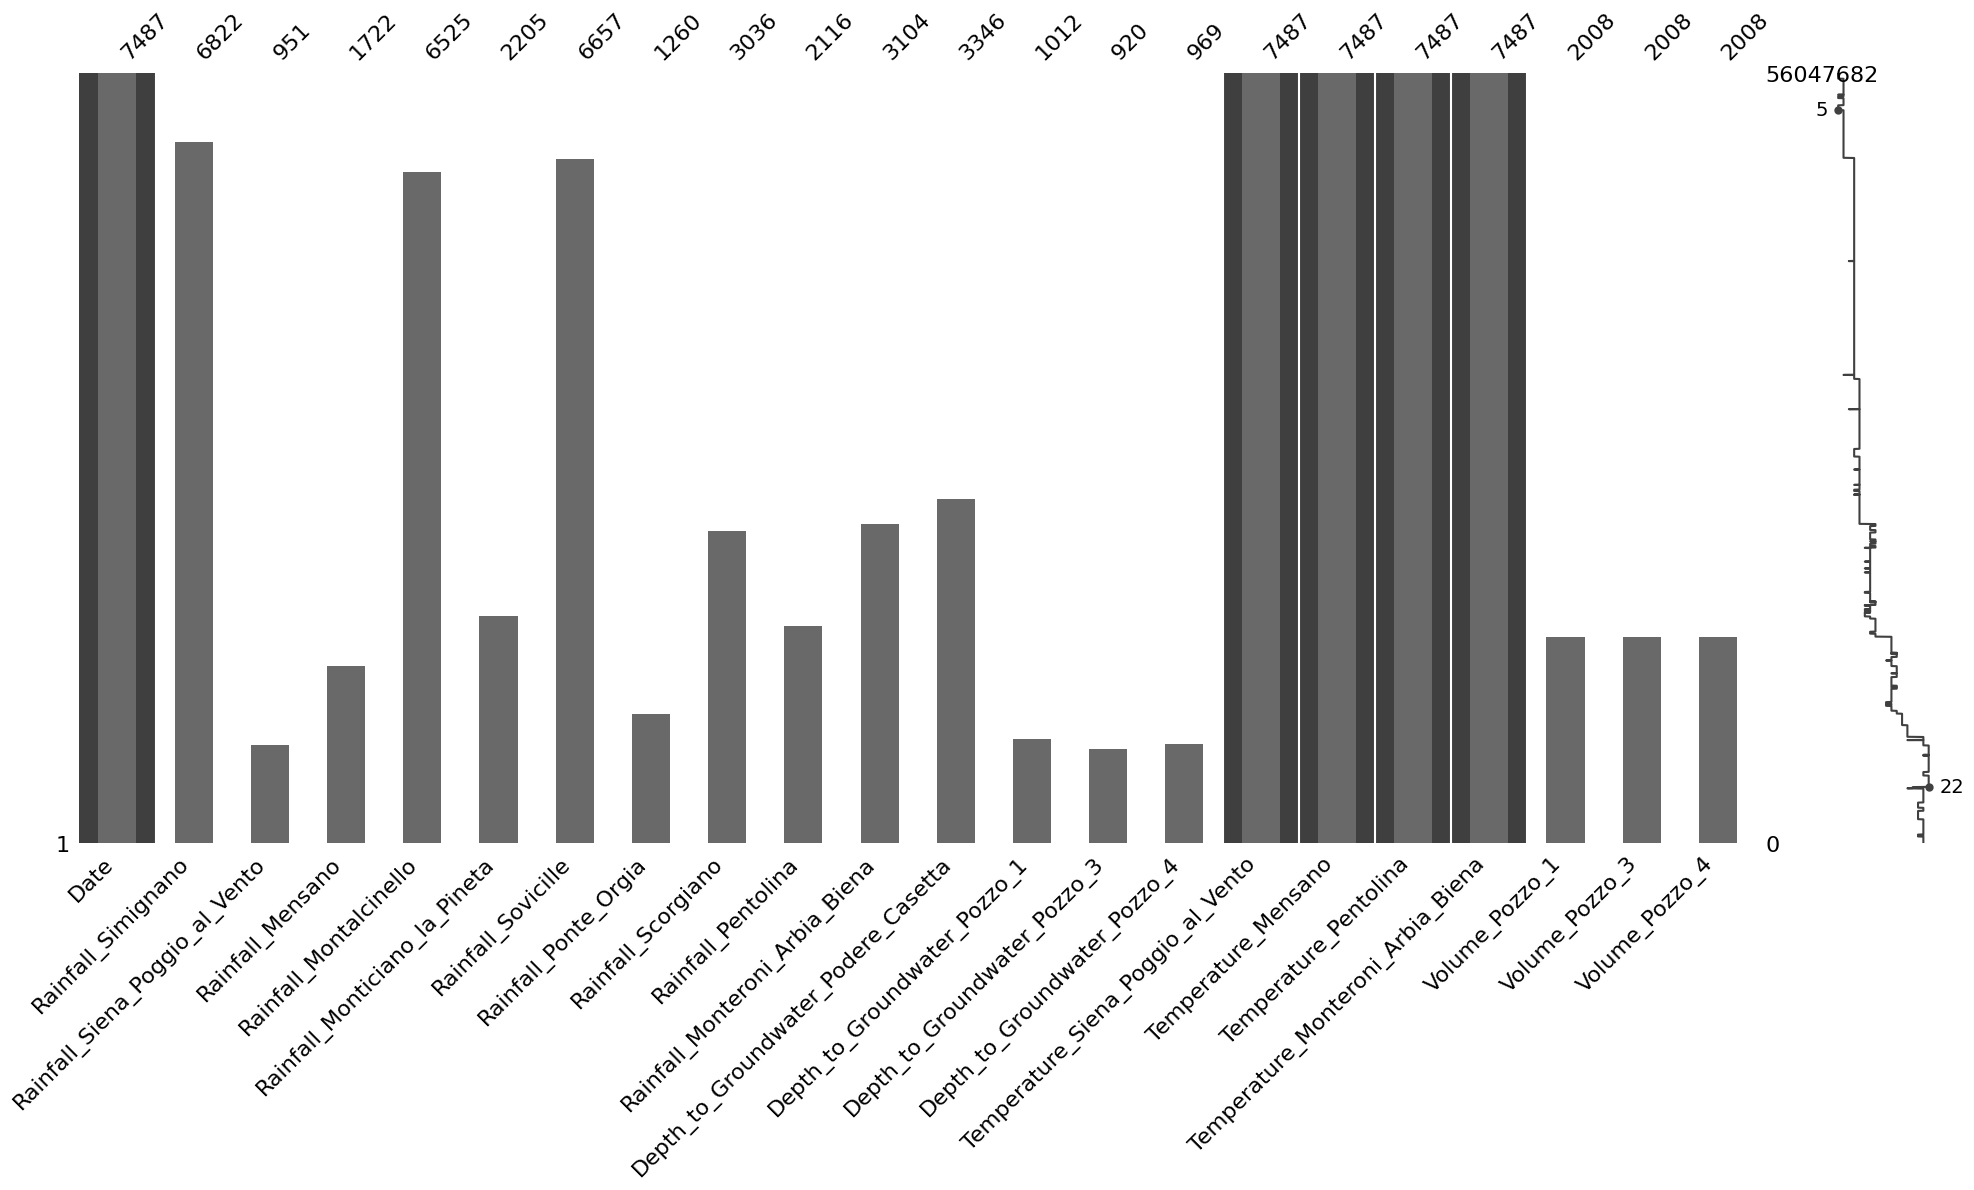 7487
6822
951
1722
6525
2205
6657
1260
3036
2116
3104
3346
1012
920
969
7487
7487
7487
7487
2008
2008
2008
56047682
5
22
1
0
Date
Rainfall_Simignano
Rainfall_Siena_Poggio_al_Vento
Rainfall_Mensano
Rainfall_Montalcinello
Rainfall_Monticiano_la_Pineta
Rainfall_Sovicille
Rainfall_Ponte_Orgia
Rainfall_Scorgiano
Rainfall_Pentolina
Rainfall_Monteroni_Arbia_Biena
Depth_to_Groundwater_Podere_Casetta
Depth_to_Groundwater_Pozzo_1
Depth_to_Groundwater_Pozzo_3
Depth_to_Groundwater_Pozzo_4
Temperature_Siena_Poggio_al_Vento
Temperature_Mensano
Temperature_Pentolina
Temperature_Monteroni_Arbia_Biena
Volume_Pozzo_1
Volume_Pozzo_3
Volume_Pozzo_4